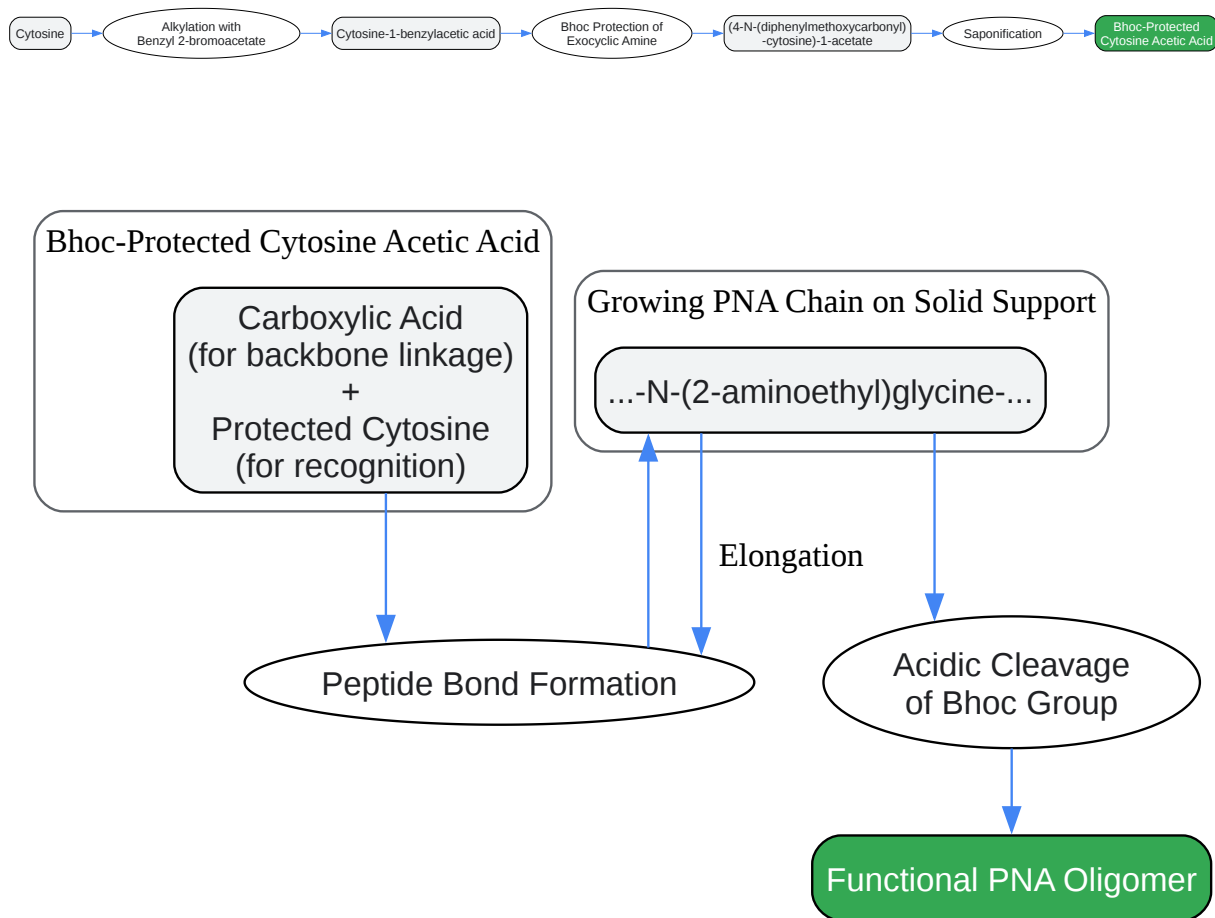 Cytosine
Alkylation with
Benzyl 2-bromoacetate
Cytosine-1-benzylacetic acid
Bhoc Protection of
Exocyclic Amine
(4-N-(diphenylmethoxycarbonyl)
-cytosine)-1-acetate
Saponification
Bhoc-Protected
Cytosine Acetic Acid
Bhoc-Protected Cytosine Acetic Acid
Carboxylic Acid
(for backbone linkage)
+
Protected Cytosine
(for recognition)
Growing PNA Chain on Solid Support
...-N-(2-aminoethyl)glycine-...
Elongation
Peptide Bond Formation
Acidic Cleavage
of Bhoc Group
Functional PNA Oligomer